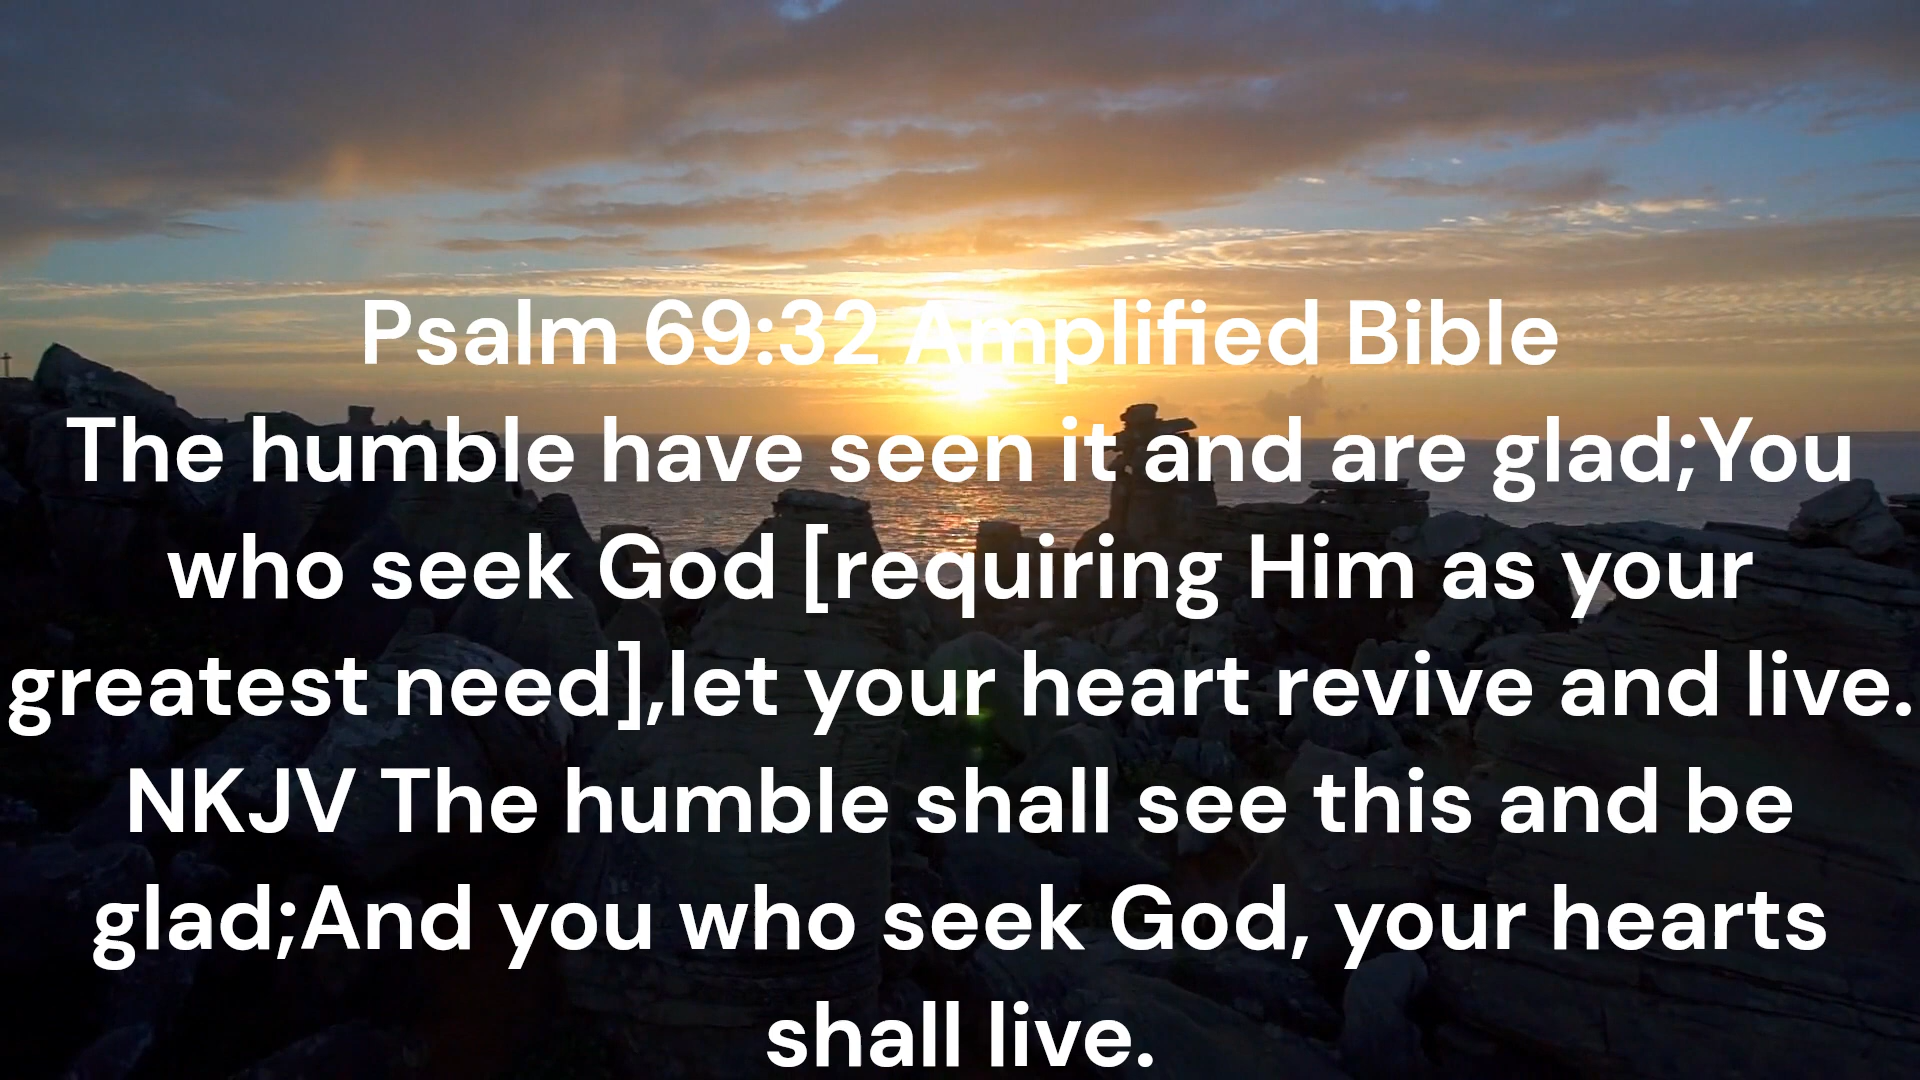 Psalm 69:32 Amplified Bible
The humble have seen it and are glad;You
who seek God [requiring Him as your
greatest need],let your heart revive and live.
NKJV The humble shall see this and be
glad;And you who seek God, your hearts
shall live.